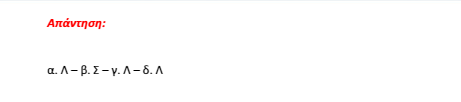 Απάντηση:
α. Λ – β. Σ – γ. Λ – δ. Λ